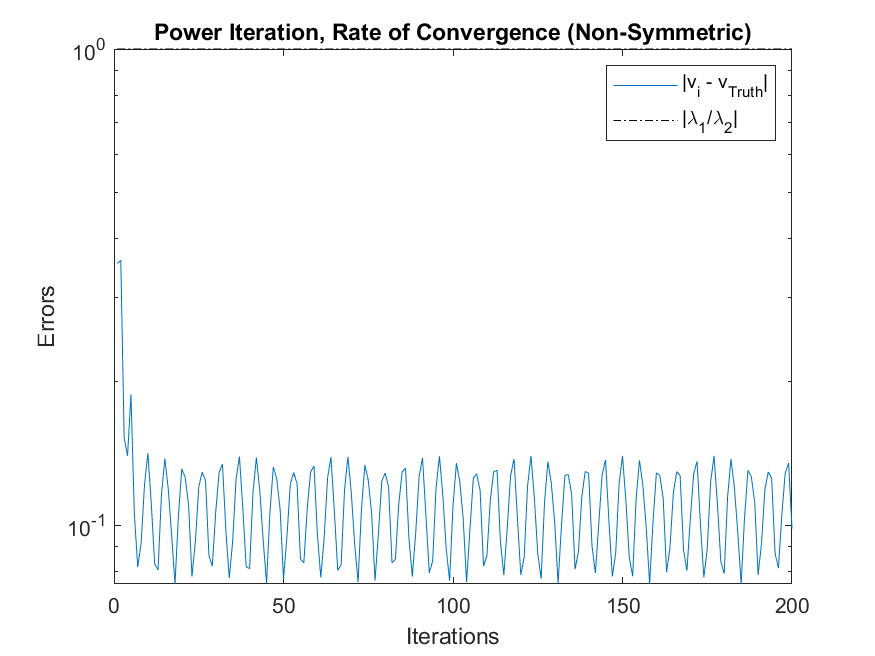 Power Iteration, Rate of Convergence (Non-Symmetric)
10^0
|v_i - v_Truth|
|λ_1/λ_2|
Errors
10^-1
0 50 100 150 200
Iterations